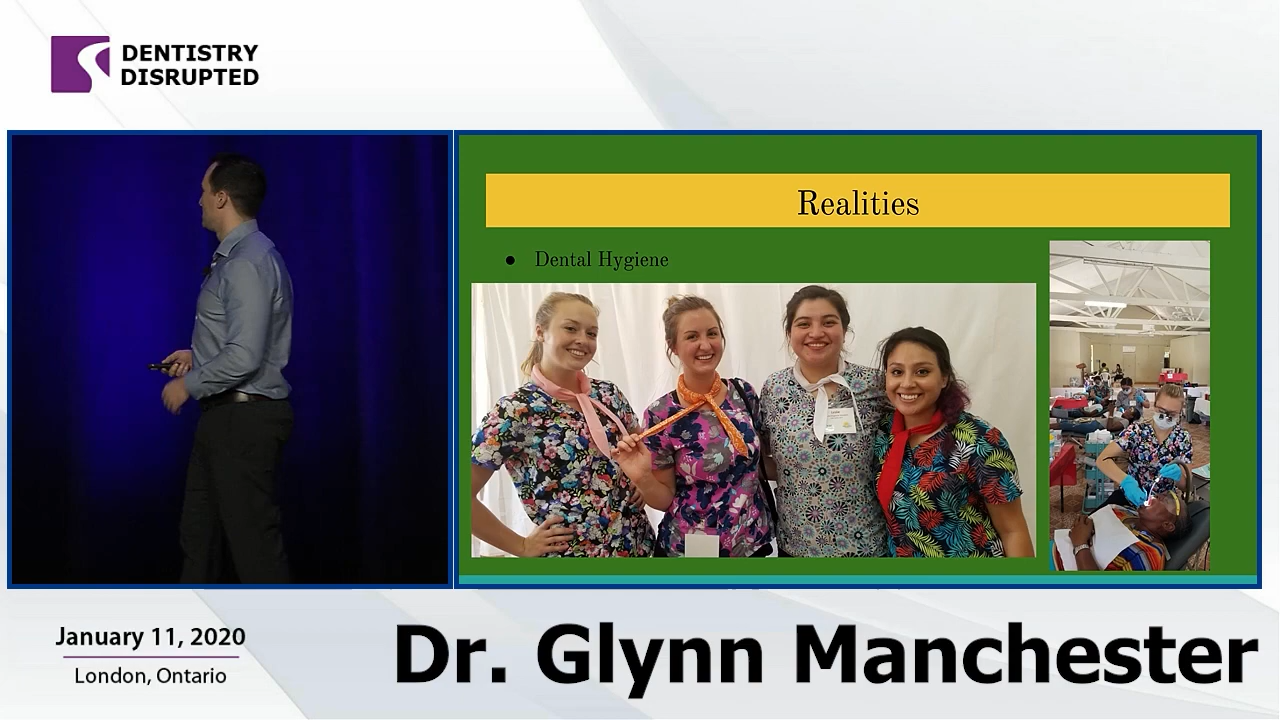 DENTISTRY
DISRUPTED
Realities
● Dental Hygiene
January 11, 2020
London, Ontario
Dr. Glynn Manchester